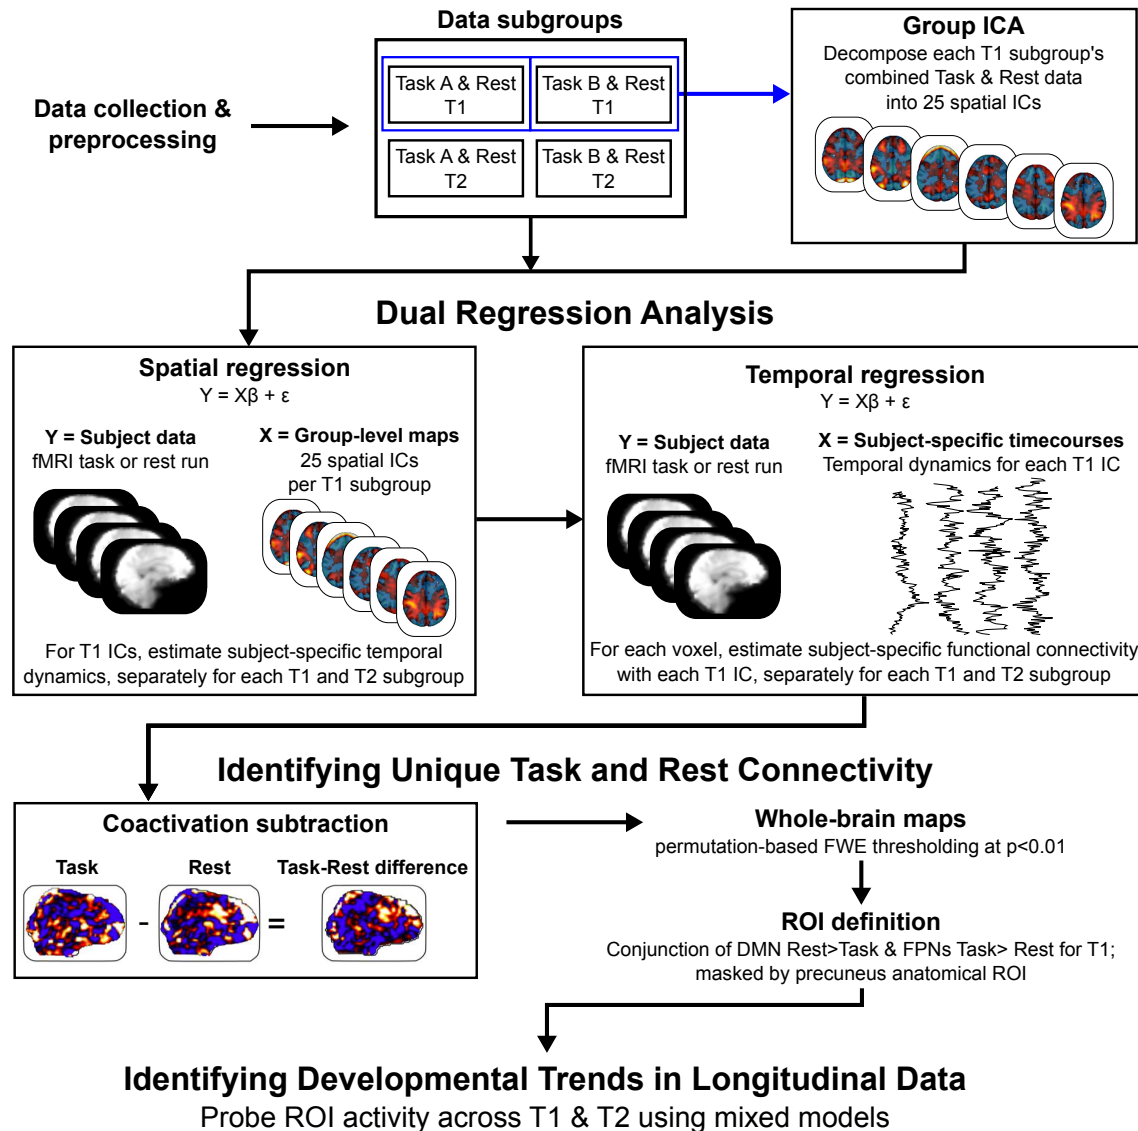 Data subgroups
Group ICA
Decompose each T1 subgroup's
combined Task & Rest data
into 25 spatial ICs
Data collection &
preprocessing
Task A & Rest
T1
Task B & Rest
T1
Task A & Rest
T2
Task B & Rest
T2
Dual Regression Analysis
Spatial regression
Y = Xβ + ε
Y = Subject data
fMRI task or rest run
X = Group-level maps
25 spatial ICs
per T1 subgroup
For T1 ICs, estimate subject-specific temporal
dynamics, separately for each T1 and T2 subgroup
Temporal regression
Y = Xβ + ε
Y = Subject data
fMRI task or rest run
X = Subject-specific timecourses
Temporal dynamics for each T1 IC
For each voxel, estimate subject-specific functional connectivity
with each T1 IC, separately for each T1 and T2 subgroup
Identifying Unique Task and Rest Connectivity
Coactivation subtraction
Task
Rest
Task-Rest difference
- =
Whole-brain maps
permutation-based FWE thresholding at p<0.01
ROI definition
Conjunction of DMN Rest>Task & FPNs Task> Rest for T1;
masked by precuneus anatomical ROI
Identifying Developmental Trends in Longitudinal Data
Probe ROI activity across T1 & T2 using mixed models